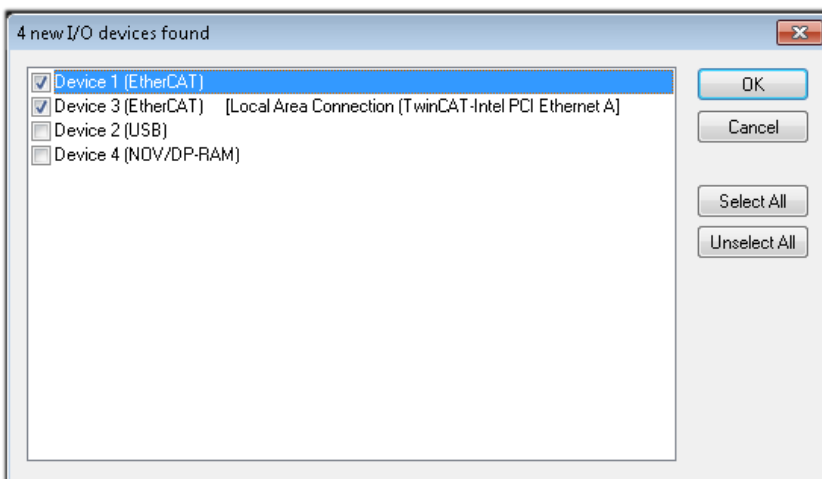 4 new I/O devices found
Device 1 (EtherCAT)
Device 3 (EtherCAT) [Local Area Connection (TwinCAT-Intel PCI Ethernet A]
Device 2 (USB)
Device 4 (NOV/DP-RAM)
OK
Cancel
Select All
Unselect All